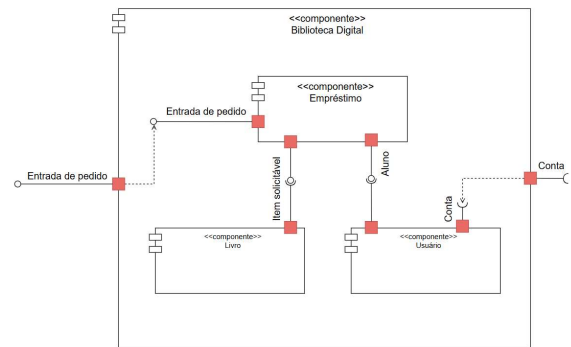 <<componente>>
Biblioteca Digital
<<componente>>
Empréstimo
Entrada de pedido
Entrada de pedido
Item solicitável
Aluno
Conta
Conta
<<componente>>
Livro
<<componente>>
Usuário